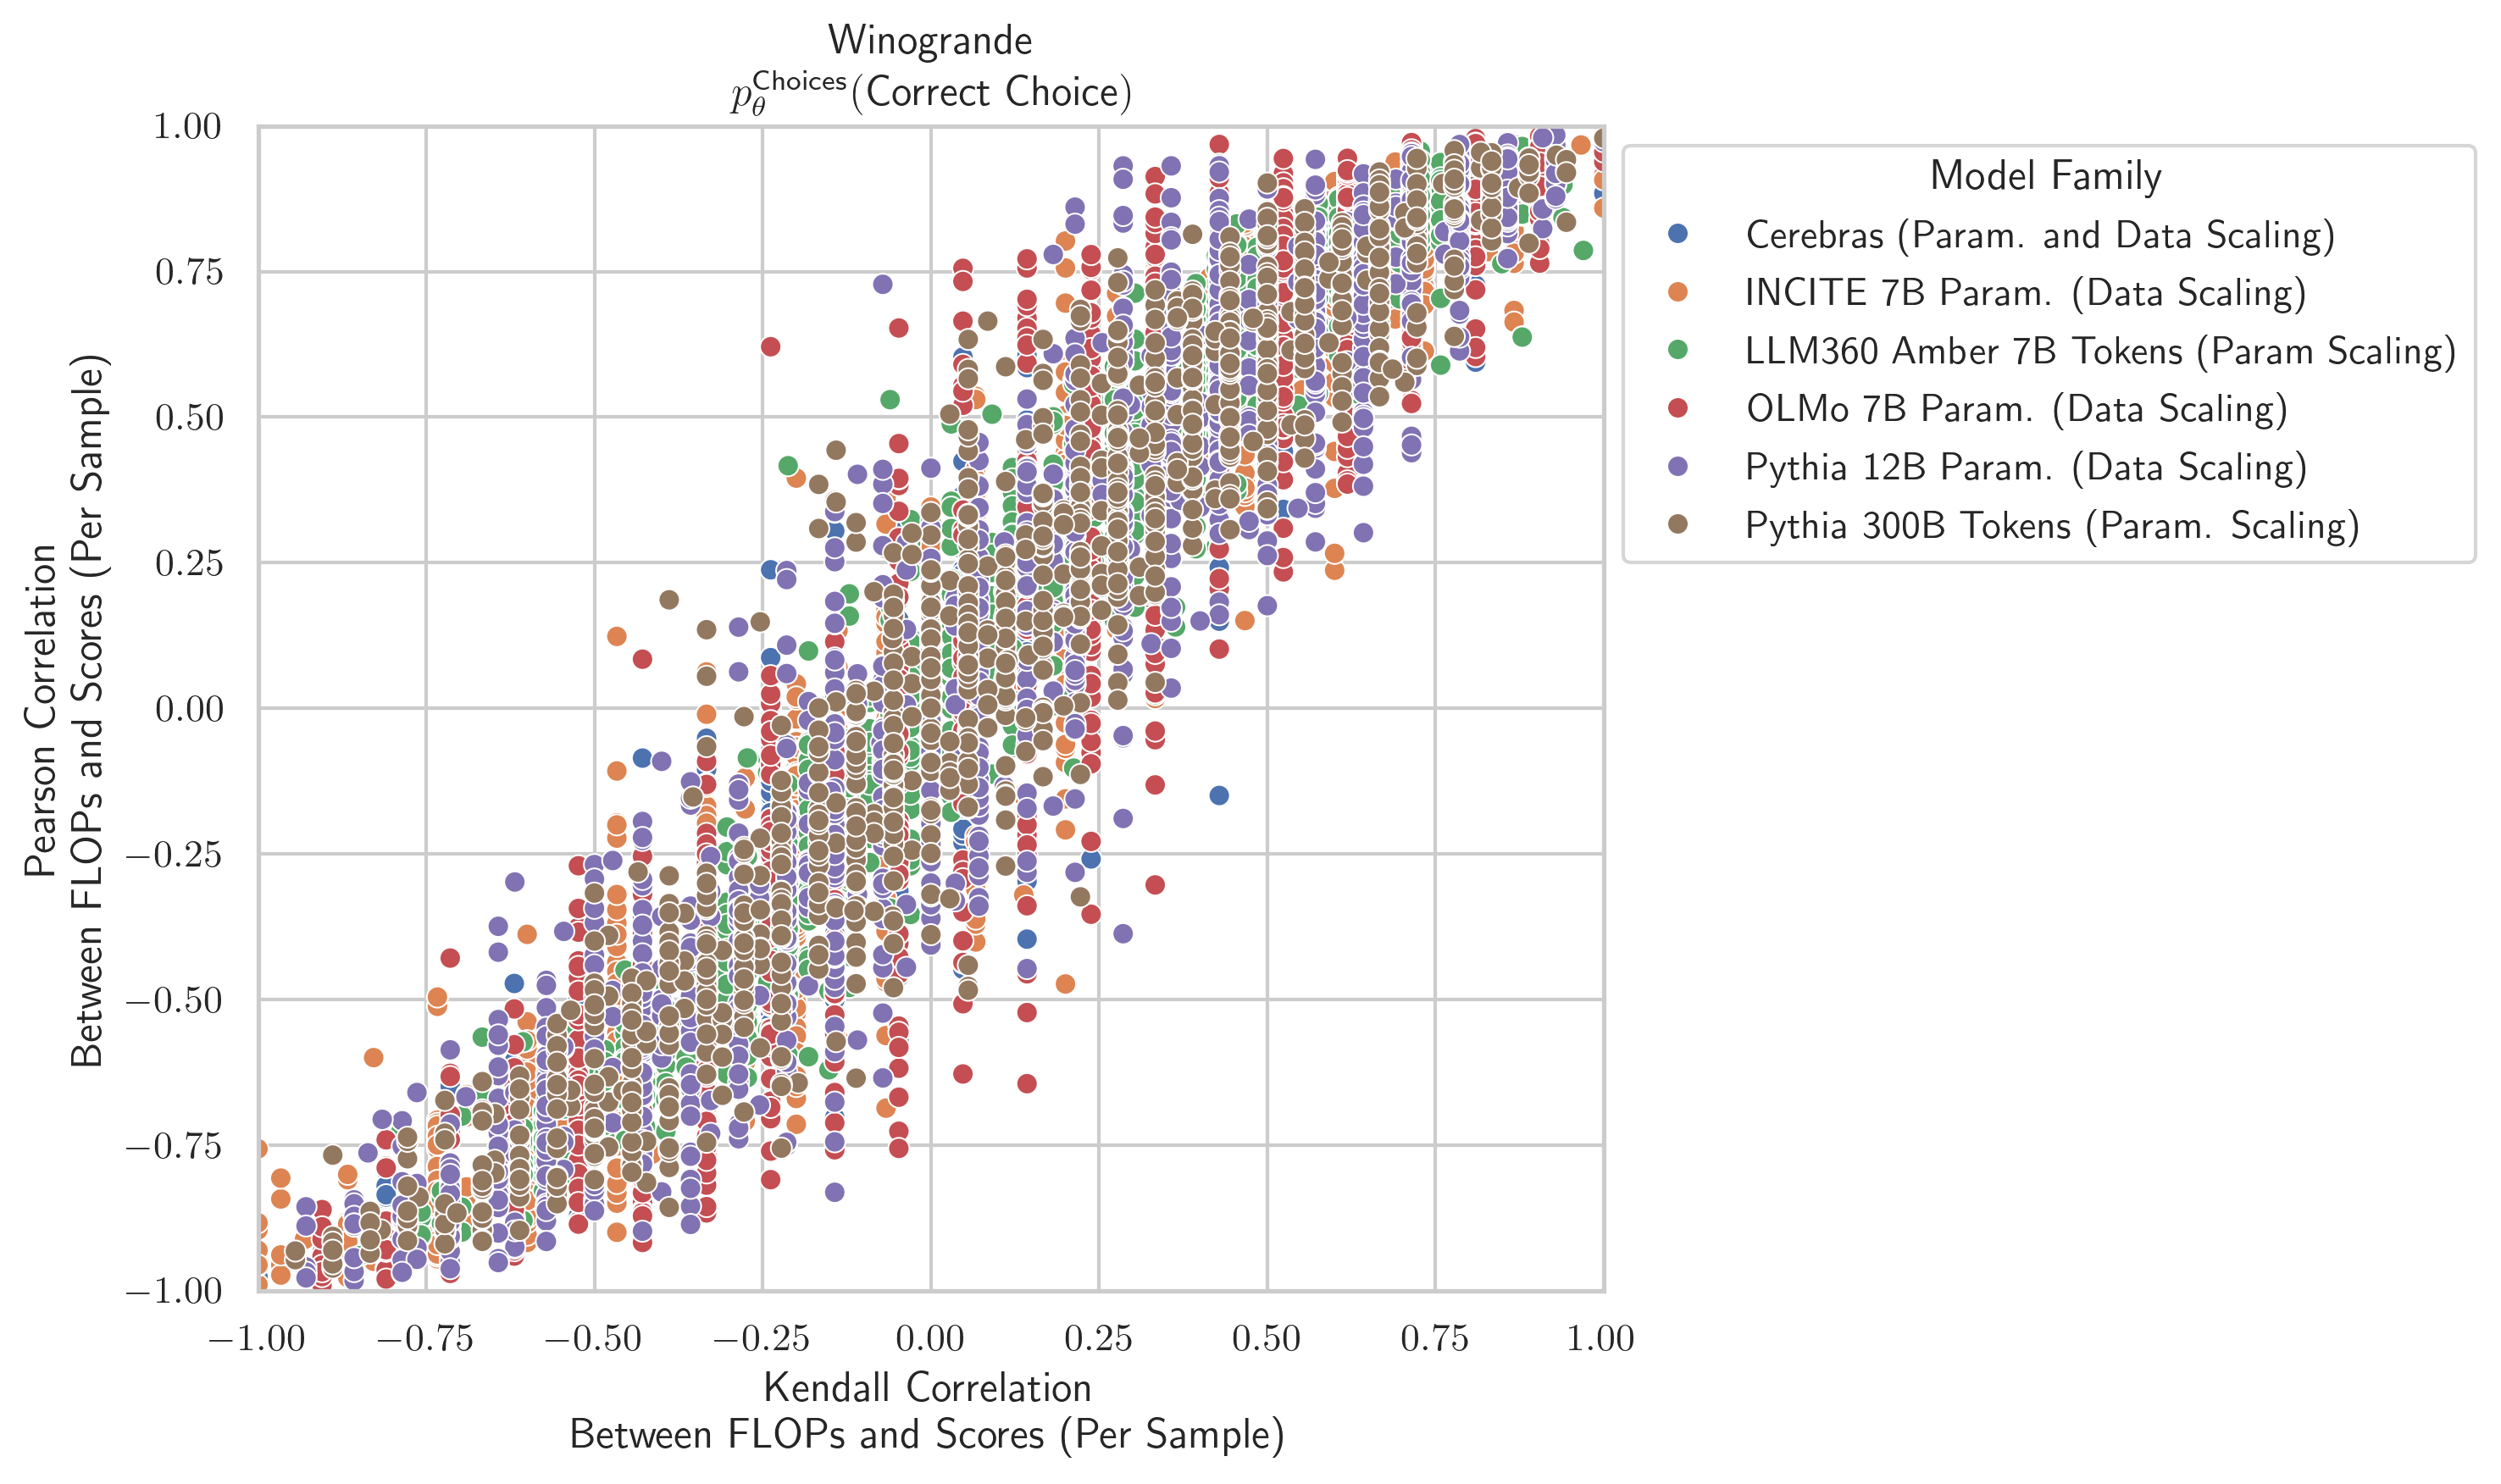 Winogrande
p_θ^Choices(Correct Choice)
1.00
0.75
0.50
0.25
0.00
−0.25
−0.50
−0.75
−1.00
Pearson Correlation
Between FLOPs and Scores (Per Sample)
−1.00 −0.75 −0.50 −0.25 0.00 0.25 0.50 0.75 1.00
Kendall Correlation
Between FLOPs and Scores (Per Sample)
Model Family
Cerebras (Param. and Data Scaling)
INCITE 7B Param. (Data Scaling)
LLM360 Amber 7B Tokens (Param Scaling)
OLMo 7B Param. (Data Scaling)
Pythia 12B Param. (Data Scaling)
Pythia 300B Tokens (Param. Scaling)